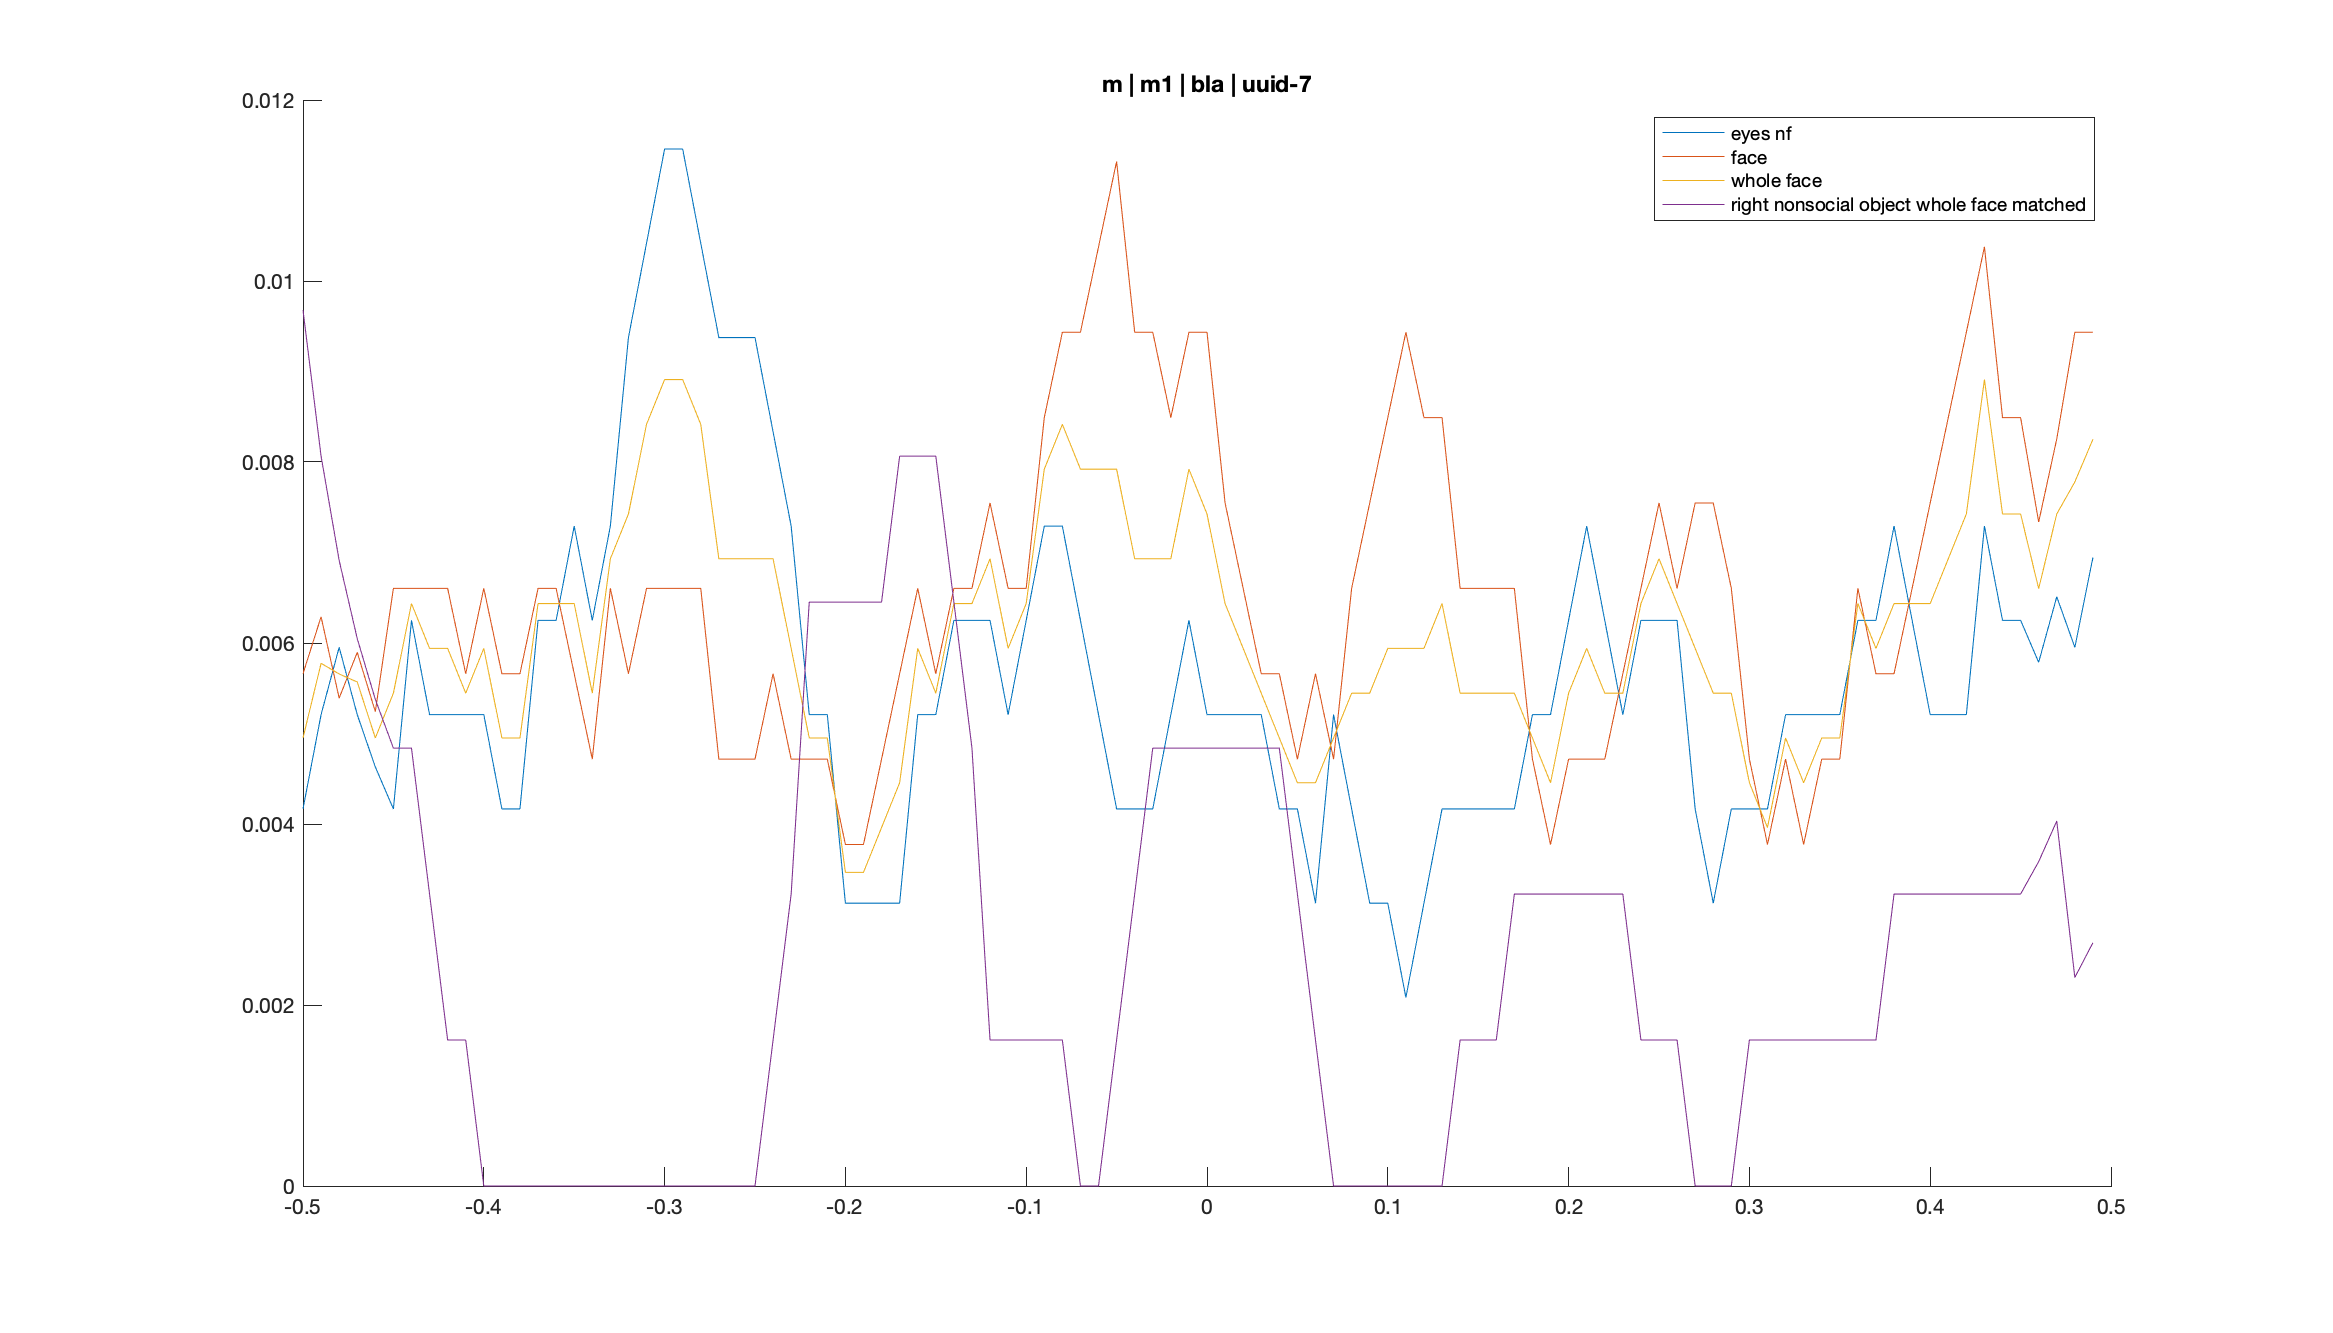 m | m1 | bla | uuid-7
0.012
0.01
0.008
0.006
0.004
0.002
0
-0.5 -0.4 -0.3 -0.2 -0.1 0 0.1 0.2 0.3 0.4 0.5
eyes nf
face
whole face
right nonsocial object whole face matched